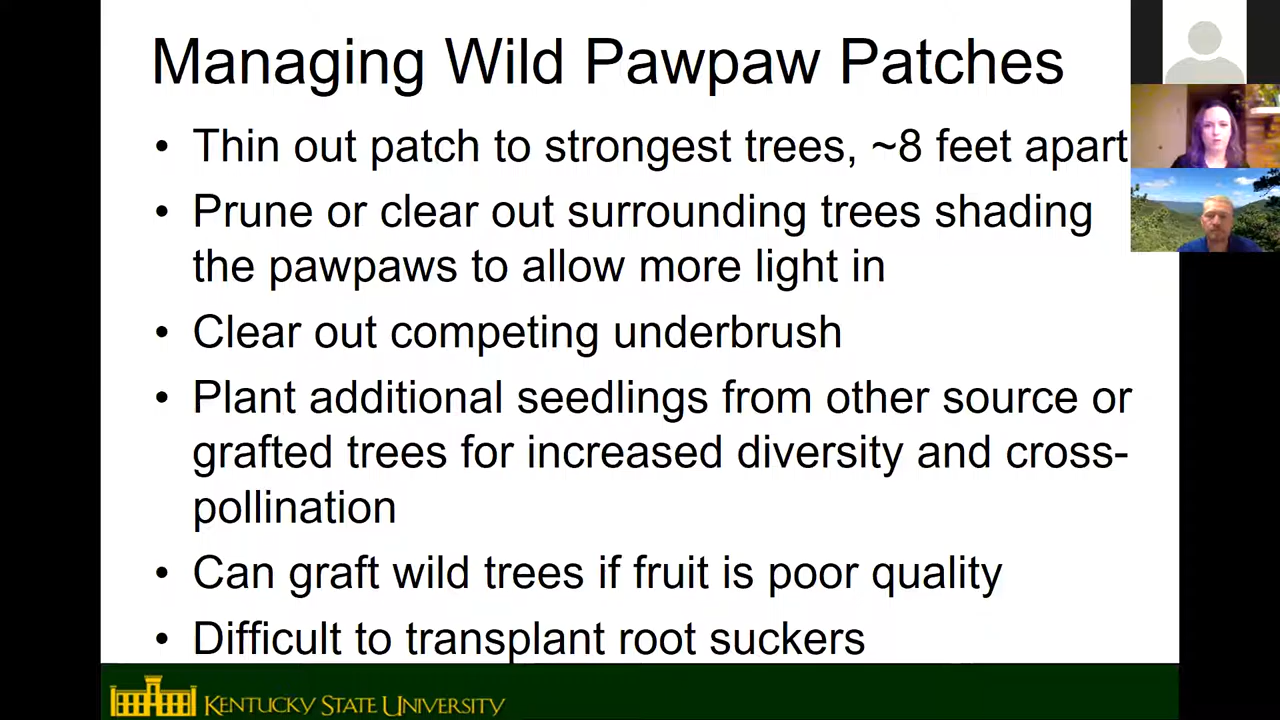 Managing Wild Pawpaw Patches
• Thin out patch to strongest trees, ~8 feet apart
• Prune or clear out surrounding trees shading
the pawpaws to allow more light in
• Clear out competing underbrush
• Plant additional seedlings from other source or
grafted trees for increased diversity and cross-
pollination
• Can graft wild trees if fruit is poor quality
• Difficult to transplant root suckers
KENTUCKY STATE UNIVERSITY